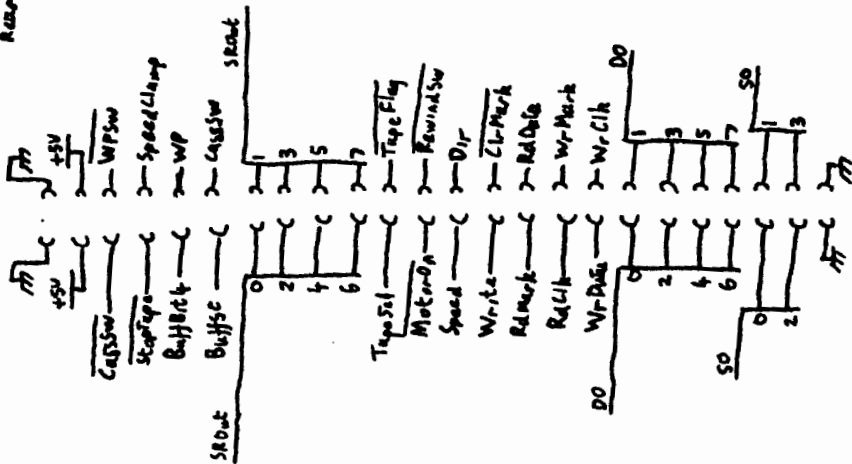 +5V +5V
CassSw WPSW
StopTape SpeedClamp
BuffBit4 WP
BuffSC CassSw
SROut SROut
0 1
2 3
4 5
6 7
TapeSel TapeFlag
MotorOn RewindSw
Speed Dir
Write ClrMark
RdMark RdData
RdClk WrMark
WrData WrClk
DO DO
0 1
2 3
4 5
6 7
SO SO
0 1
2 3